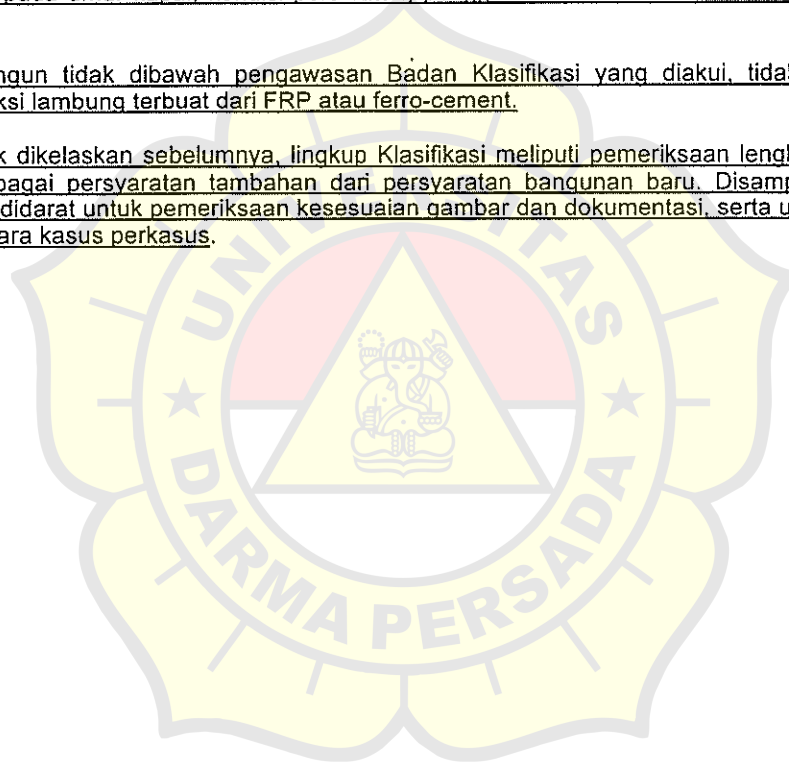 ngun tidak dibawah pengawasan Badan Klasifikasi yang diakui, tidak
ksi lambung terbuat dari FRP atau ferro-cement.
k dikelaskan sebelumnya, lingkup Klasifikasi meliputi pemeriksaan lengk
bagai persyaratan tambahan dari persyaratan bangunan baru. Disamp
didarat untuk pemeriksaan kesesuaian gambar dan dokumentasi, serta u
ara kasus perkasus.
UNIVERSITAS
DARMA PERSADA